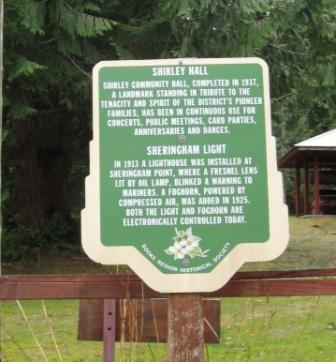 SHIRLEY HALL
SHIRLEY COMMUNITY HALL, COMPLETED IN 1937,
A LANDMARK STANDING IN TRIBUTE TO THE
TENACITY AND SPIRIT OF THE DISTRICT'S PIONEER
FAMILIES, HAS BEEN IN CONTINUOUS USE FOR
CONCERTS, PUBLIC MEETINGS, CARD PARTIES,
ANNIVERSARIES AND DANCES.
SHERINGHAM LIGHT
IN 1913 A LIGHTHOUSE WAS INSTALLED AT
SHERINGHAM POINT, WHERE A FRESNEL LENS
LIT BY OIL LAMP, BLINKED A WARNING TO
MARINERS. A FOGHORN, POWERED BY
COMPRESSED AIR, WAS ADDED IN 1925.
BOTH THE LIGHT AND FOGHORN ARE
ELECTRONICALLY CONTROLLED TODAY.
SOOKE REGION HISTORICAL SOCIETY